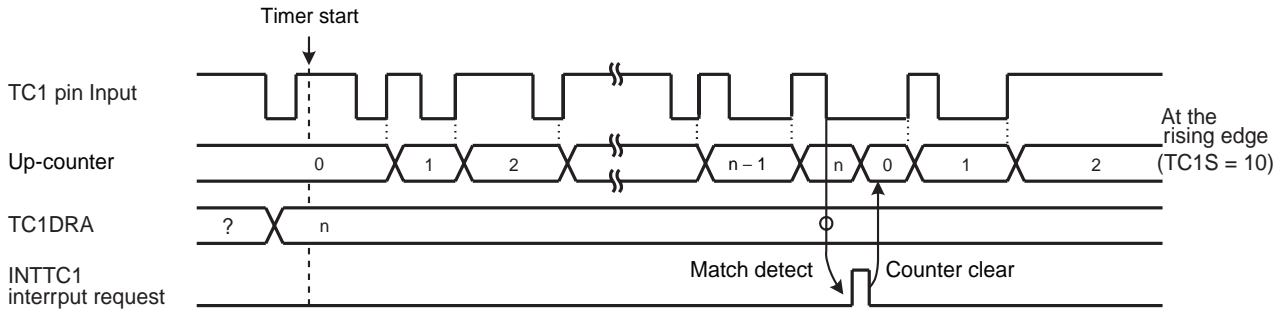 Timer start
TC1 pin Input
At the
rising edge
(TC1S = 10)
Up-counter
0
1
2
n – 1
n
0
1
2
TC1DRA
?
n
Match detect
Counter clear
INTTC1
interrput request